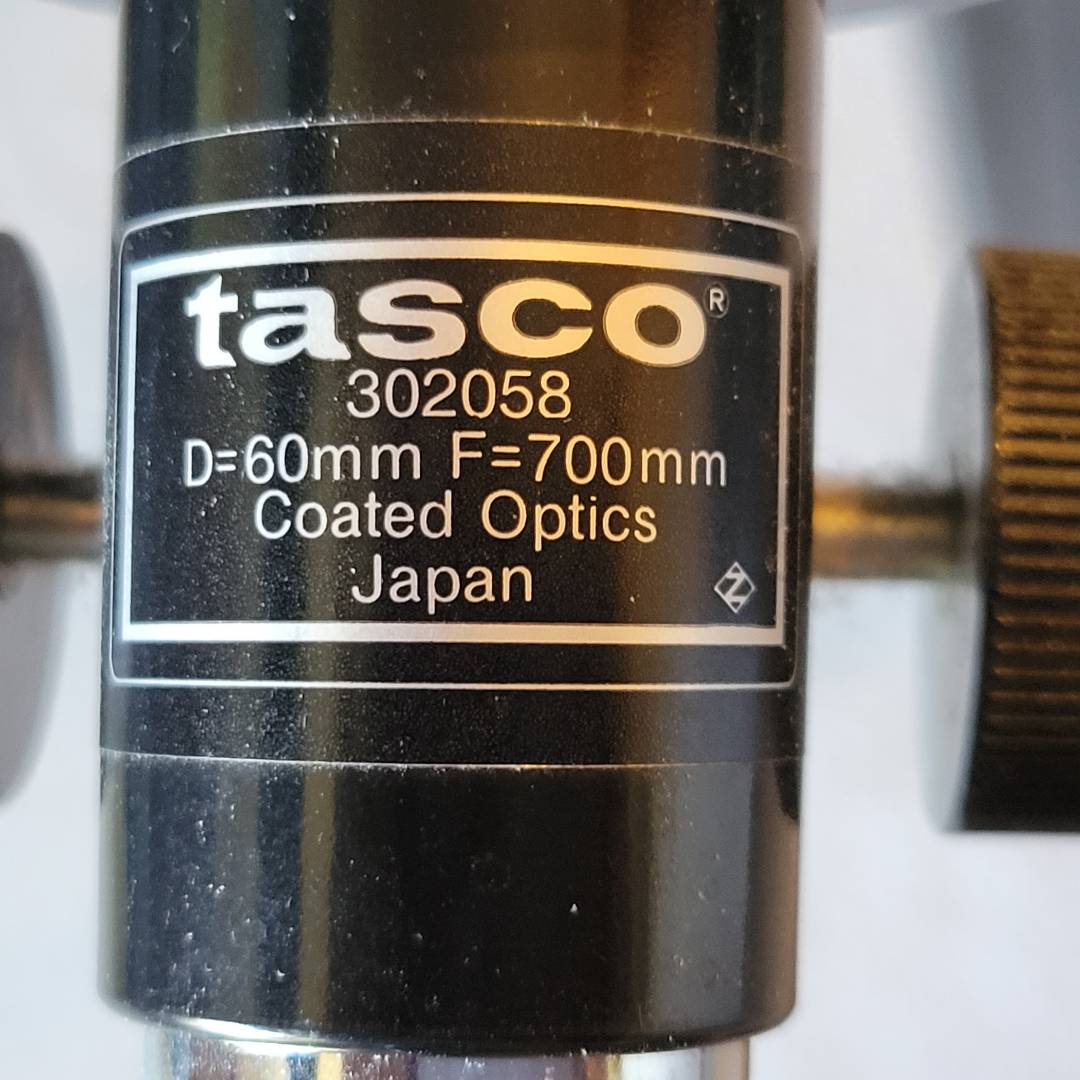 tasco®
302058
D=60mm F=700mm
Coated Optics
Japan
Z